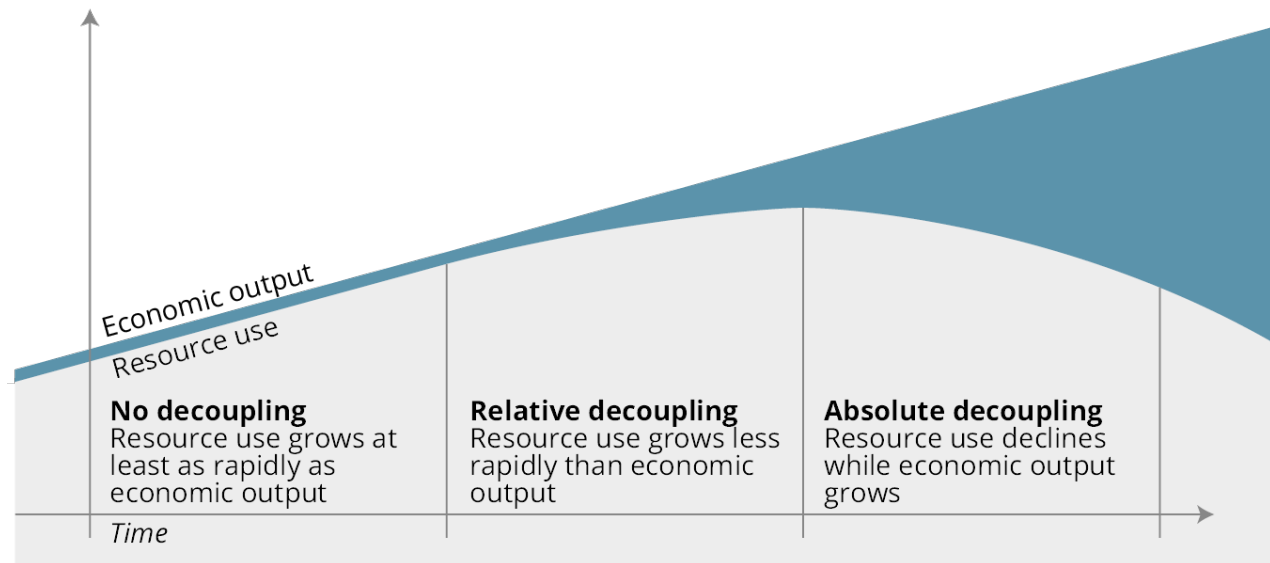 Economic output
Resource use
No decoupling
Resource use grows at
least as rapidly as
economic output
Relative decoupling
Resource use grows less
rapidly than economic
output
Absolute decoupling
Resource use declines
while economic output
grows
Time